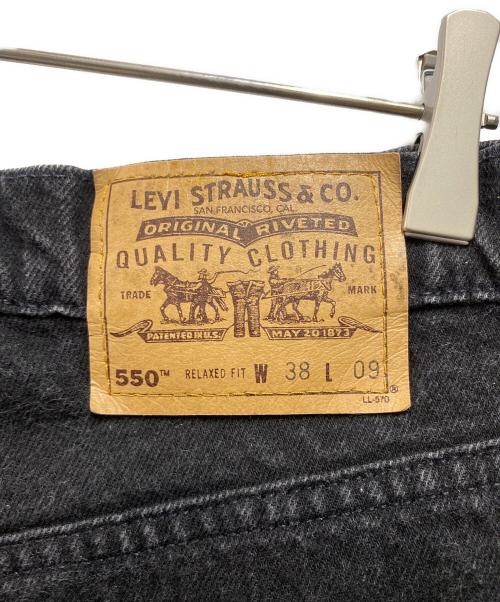 LEVI STRAUSS & CO.
SAN FRANCISCO, CAL.
ORIGINAL RIVETED
QUALITY CLOTHING
TRADE MARK
PATENTED IN U.S. MAY 20 1873
550™ RELAXED FIT W 38 L 09 ®
LL-570